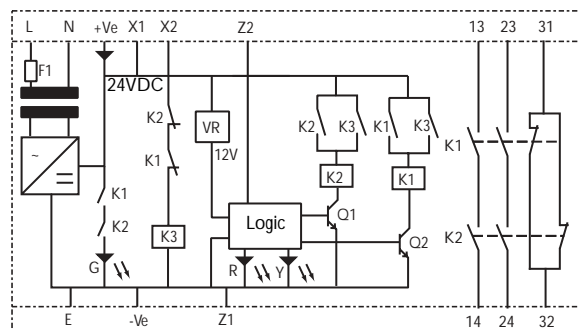 L N +Ve X1 X2 Z2 13 23 31
F1
24VDC
K2 VR K2 K3 K1 K3 K1
12V
K1
~
K2 K1
K1
K2 K3 Logic Q1 K2
Q2
G R Y
E -Ve Z1 14 24 32